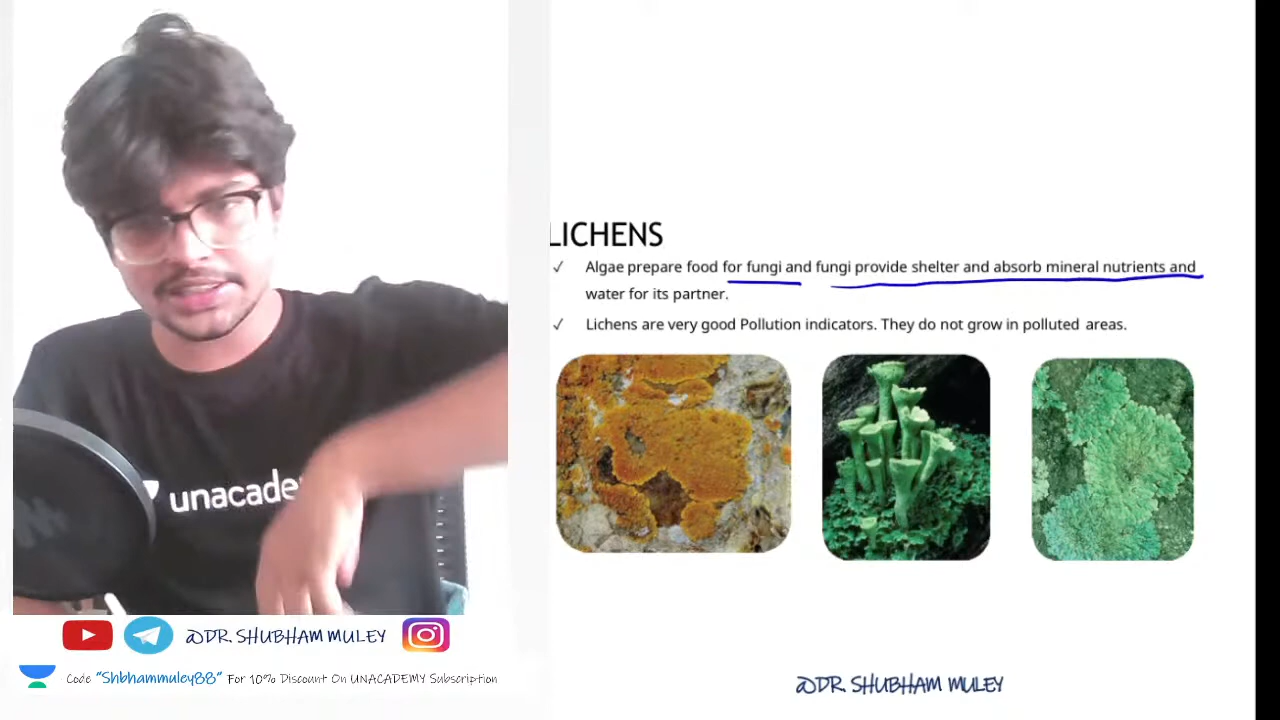 LICHENS
✓ Algae prepare food for fungi and fungi provide shelter and absorb mineral nutrients and
water for its partner.
✓ Lichens are very good Pollution indicators. They do not grow in polluted areas.
unacade
@DR. SHUBHAM MULEY
Code "Shbhammuley88" For 10% Discount On UNACADEMY Subscription
@DR. SHUBHAM MULEY